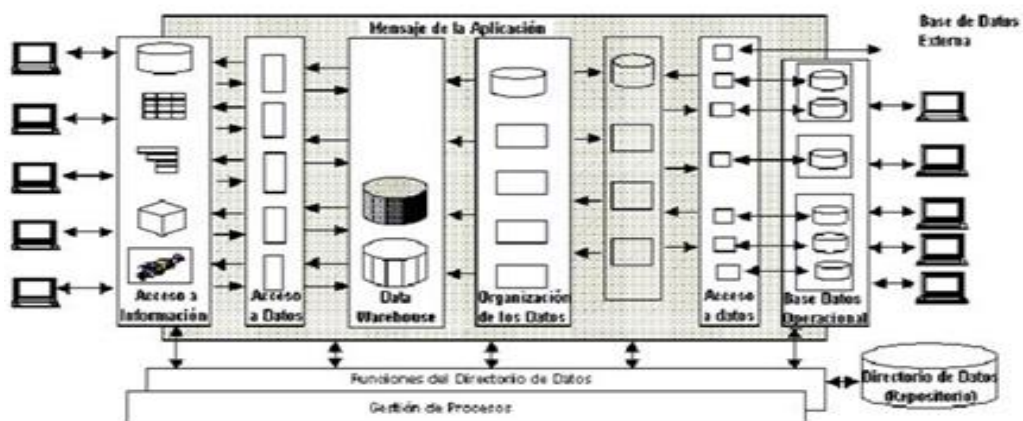 Mensaje de la Aplicación
Base de Datos
Externa
Acceso a
Información
Acceso
a Datos
Data
Warehouse
Organización
de los Datos
Acceso
a datos
Base Datos
Operacional
Funciones del Directorio de Datos
Gestión de Procesos
Directorio de Datos
(Repositorio)